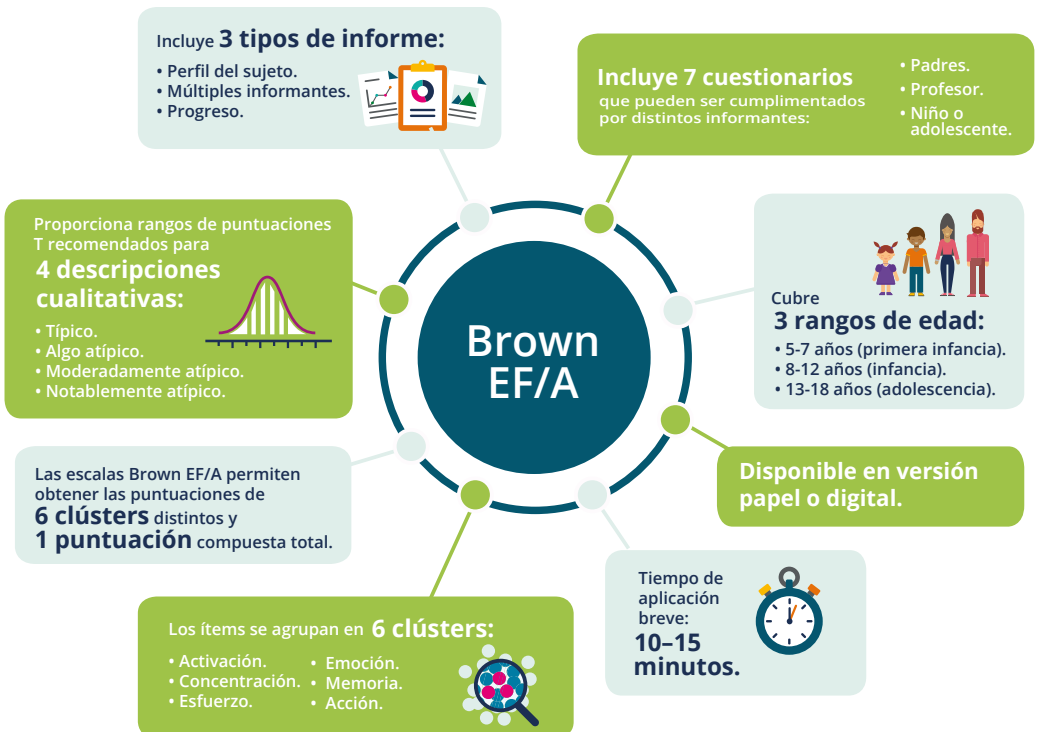 Incluye 3 tipos de informe:
• Perfil del sujeto.
• Múltiples informantes.
• Progreso.
Incluye 7 cuestionarios
que pueden ser cumplimentados
por distintos informantes:
• Padres.
• Profesor.
• Niño o
adolescente.
Proporciona rangos de puntuaciones
T recomendados para
4 descripciones
cualitativas:
• Típico.
• Algo atípico.
• Moderadamente atípico.
• Notablemente atípico.
Brown
EF/A
Cubre
3 rangos de edad:
• 5-7 años (primera infancia).
• 8-12 años (infancia).
• 13-18 años (adolescencia).
Las escalas Brown EF/A permiten
obtener las puntuaciones de
6 clústers distintos y
1 puntuación compuesta total.
Disponible en versión
papel o digital.
Los ítems se agrupan en 6 clústers:
• Activación.
• Concentración.
• Esfuerzo.
• Emoción.
• Memoria.
• Acción.
Tiempo de
aplicación
breve:
10–15
minutos.